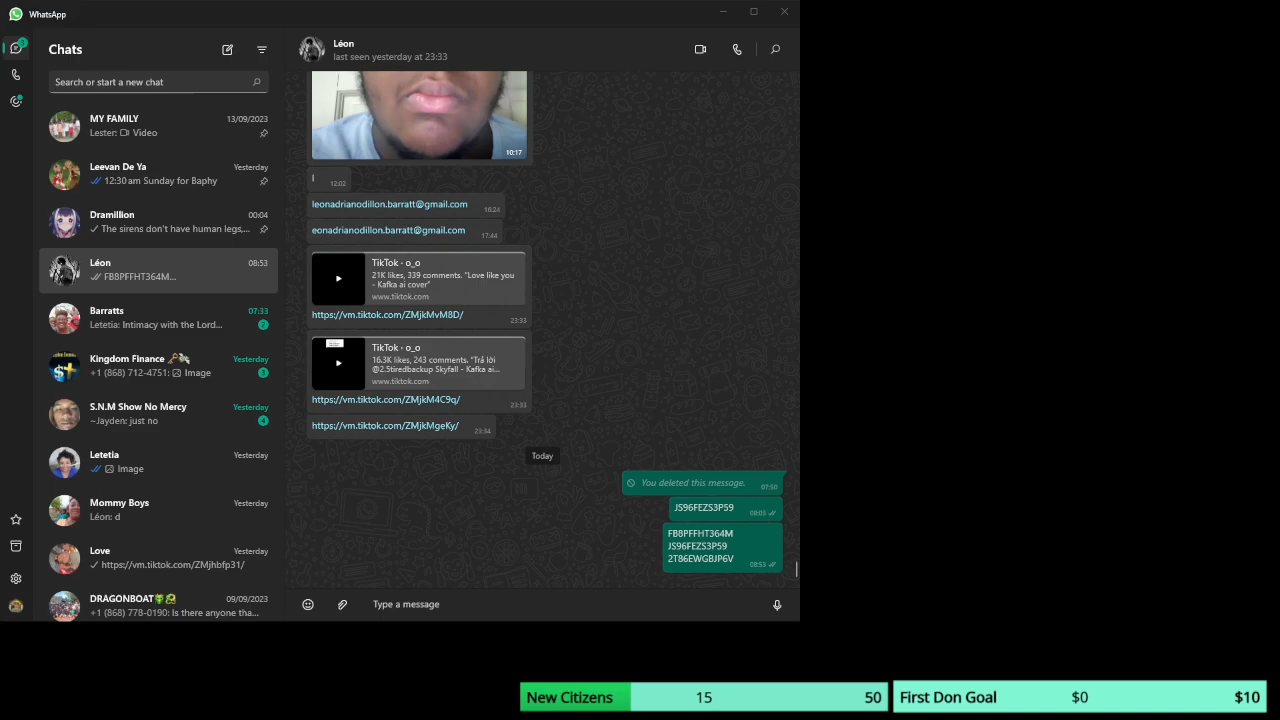 WhatsApp
Chats
Search or start a new chat
MY FAMILY
13/09/2023
Lester: Video
Leevan De Ya
Yesterday
12:30am Sunday for Baphy
Dramillion
00:04
The sirens don't have human legs,...
Léon
08:53
FB8PFFHT364M...
Barratts
07:33
Letetia: Intimacy with the Lord...
2
Kingdom Finance
Yesterday
+1 (868) 712-4751: Image
3
S.N.M Show No Mercy
Yesterday
~Jayden: just no
4
Letetia
Yesterday
Image
Mommy Boys
Yesterday
Léon: d
Love
Yesterday
https://vm.tiktok.com/ZMjhbfp31/
DRAGONBOAT
09/09/2023
+1 (868) 778-0190: Is there anyone tha...
Léon
last seen yesterday at 23:33
10:17
I
12:02
leonadrianodillon.barratt@gmail.com
16:24
eonadrianodillon.barratt@gmail.com
17:44
TikTok · o_o
21K likes, 339 comments. "Love like you
- Kafka ai cover"
www.tiktok.com
https://vm.tiktok.com/ZMjkMvM8D/
23:33
TikTok · o_o
16.3K likes, 243 comments. "Trả lời
@2.5tiredbackup Skyfall - Kafka ai...
www.tiktok.com
https://vm.tiktok.com/ZMjkM4C9q/
23:33
https://vm.tiktok.com/ZMjkMgeKy/
23:34
Today
You deleted this message.
07:50
JS96FEZS3P59
08:03
FB8PFFHT364M
JS96FEZS3P59
2T86EWGBJP6V
08:53
Type a message
New Citizens 15 50
First Don Goal $0 $10